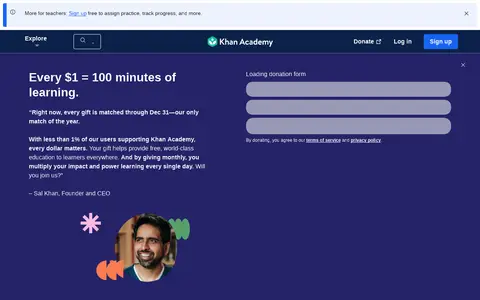 More for teachers: Sign up free to assign practice, track progress, and more.
Explore
Khan Academy
Donate
Log in
Sign up
Every $1 = 100 minutes of
learning.
“Right now, every gift is matched through Dec 31—our only
match of the year.
With less than 1% of our users supporting Khan Academy,
every dollar matters. Your gift helps provide free, world-class
education to learners everywhere. And by giving monthly, you
multiply your impact and power learning every single day. Will
you join us?”
– Sal Khan, Founder and CEO
Loading donation form
By donating, you agree to our terms of service and privacy policy.